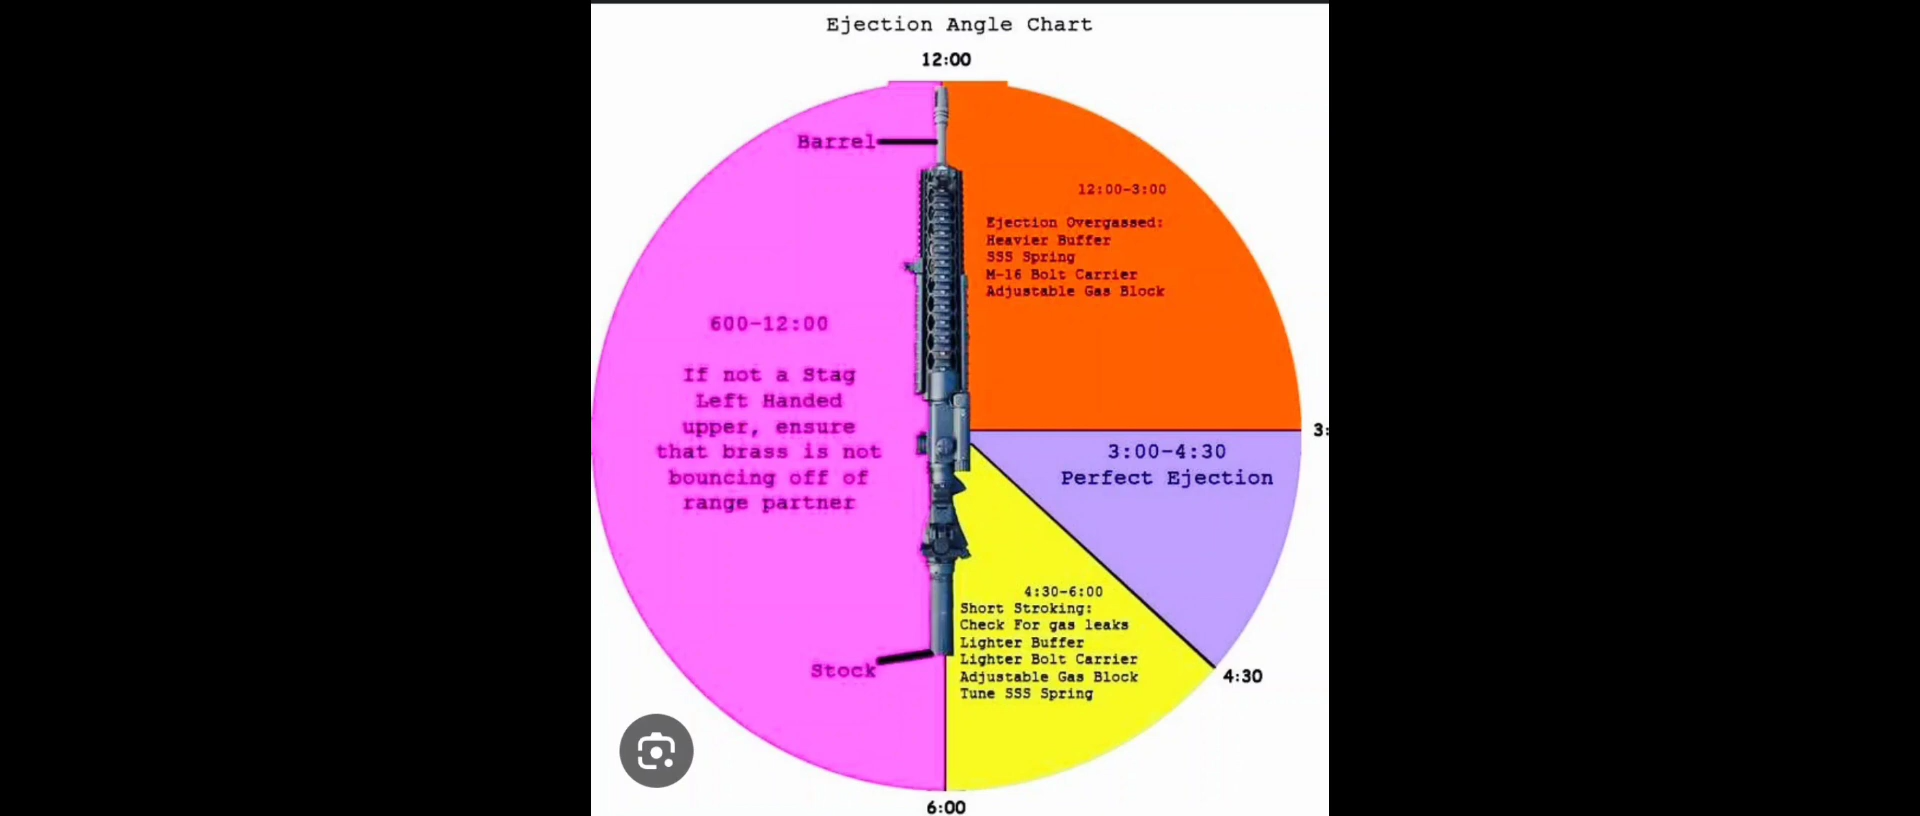 Ejection Angle Chart
12:00
Barrel
12:00-3:00
Ejection Overgassed:
Heavier Buffer
SSS Spring
M-16 Bolt Carrier
Adjustable Gas Block
600-12:00
If not a Stag
Left Handed
upper, ensure
that brass is not
bouncing off of
range partner
3:
3:00-4:30
Perfect Ejection
4:30-6:00
Short Stroking:
Check For gas leaks
Lighter Buffer
Lighter Bolt Carrier
Adjustable Gas Block
Tune SSS Spring
Stock
4:30
6:00